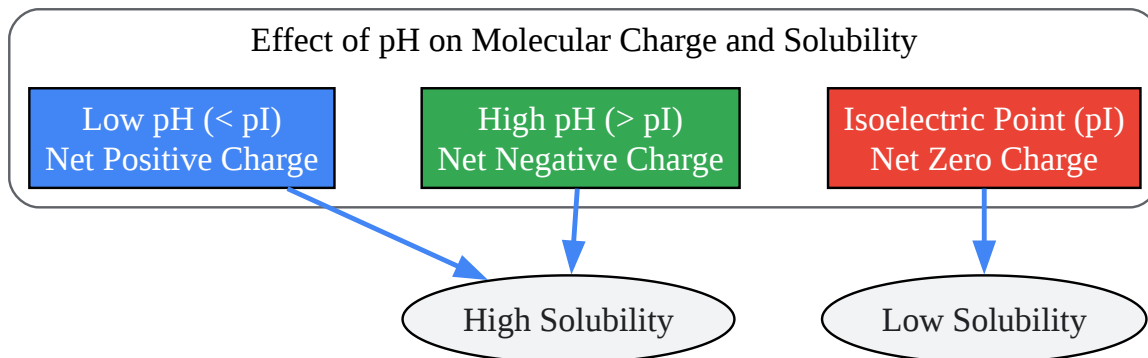 Effect of pH on Molecular Charge and Solubility
Low pH (< pI)
Net Positive Charge
High pH (> pI)
Net Negative Charge
Isoelectric Point (pI)
Net Zero Charge
High Solubility
Low Solubility